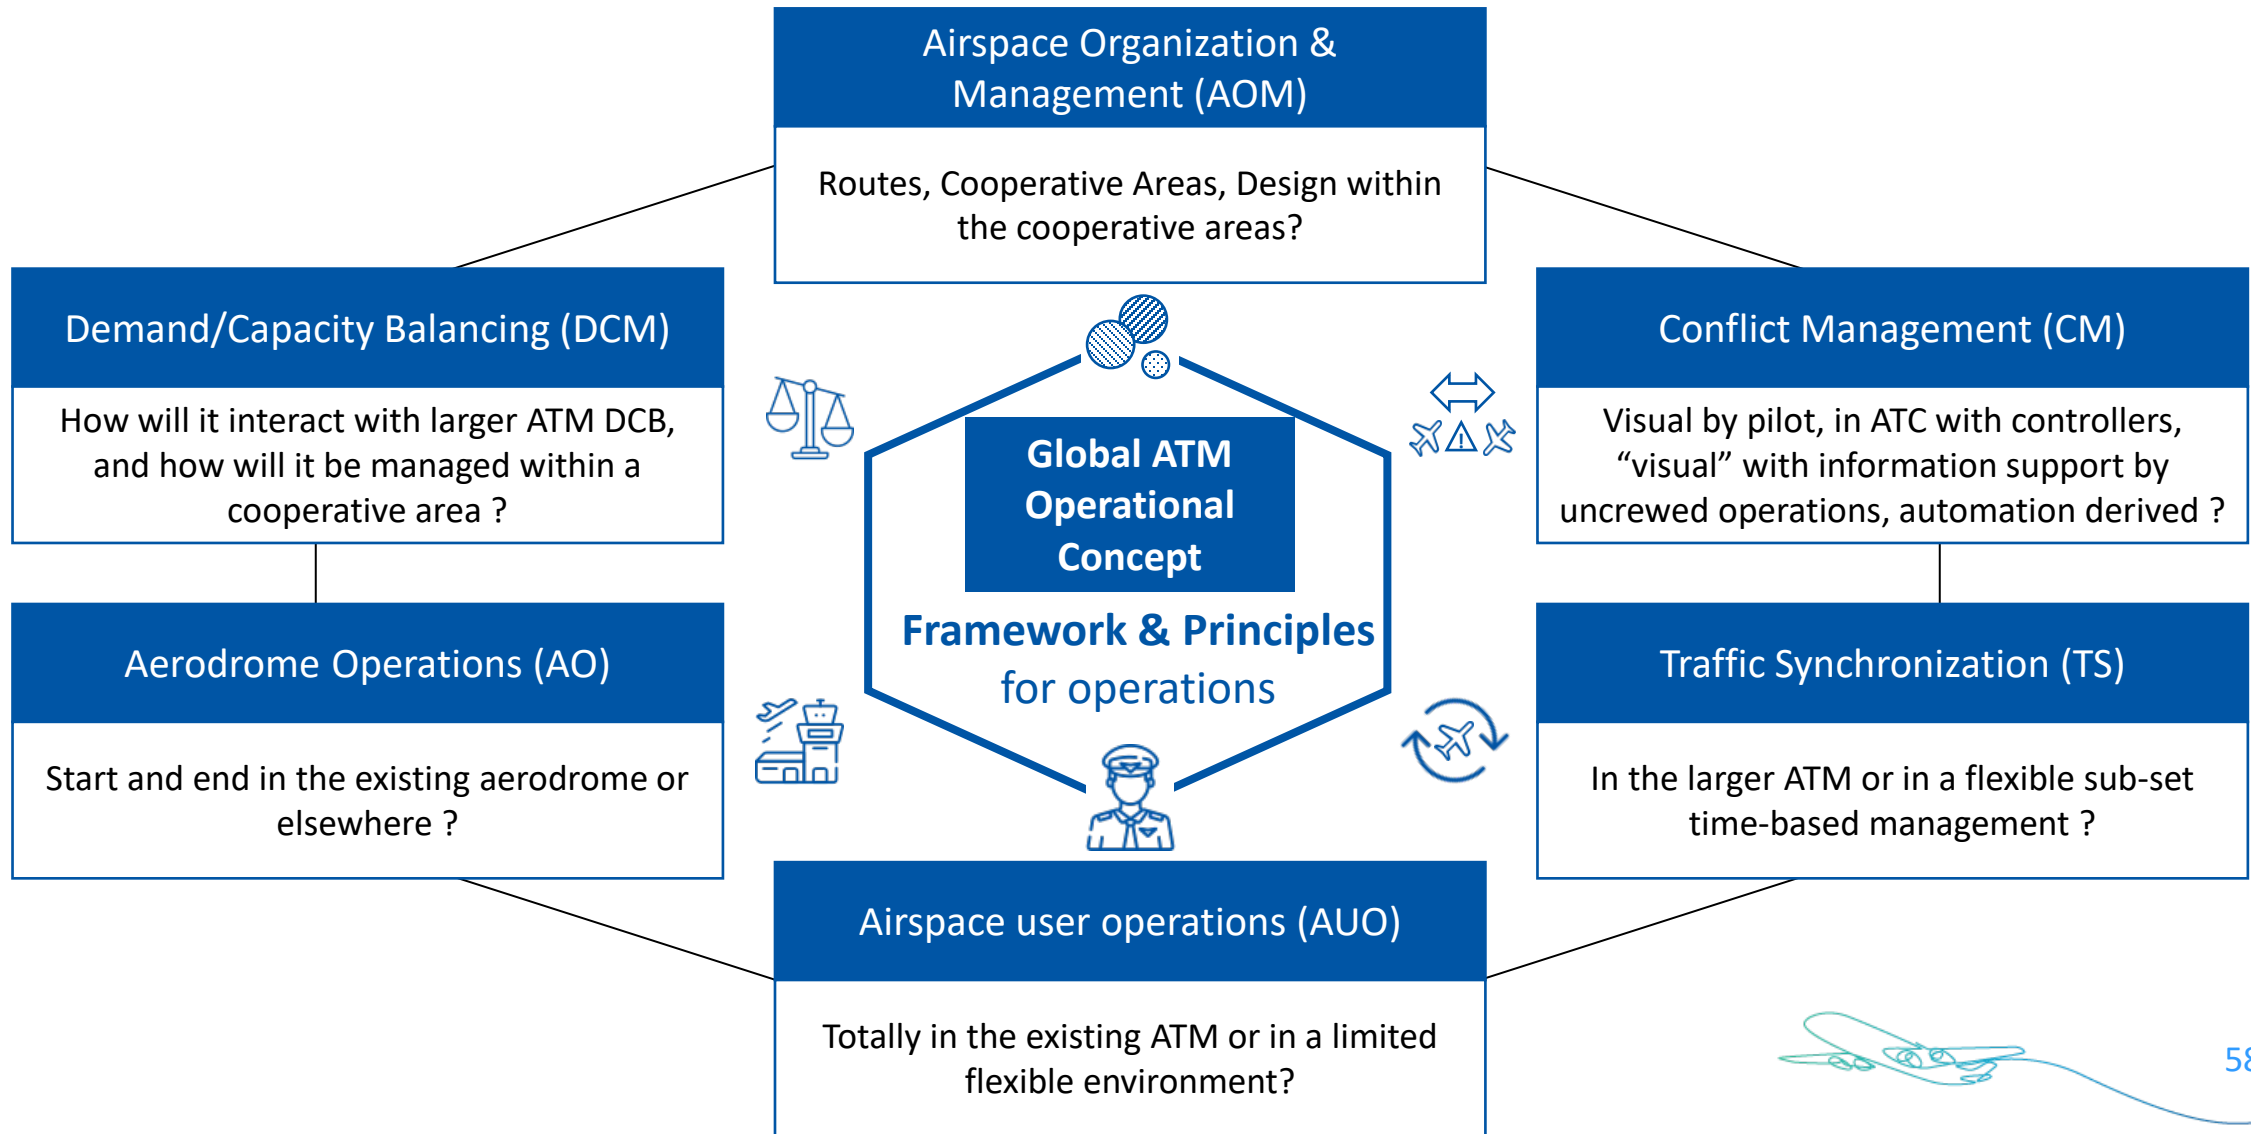 Airspace Organization &
Management (AOM)
Routes, Cooperative Areas, Design within
the cooperative areas?
Demand/Capacity Balancing (DCM)
How will it interact with larger ATM DCB,
and how will it be managed within a
cooperative area ?
Conflict Management (CM)
Visual by pilot, in ATC with controllers,
“visual” with information support by
uncrewed operations, automation derived ?
Global ATM
Operational
Concept
Framework & Principles
for operations
Aerodrome Operations (AO)
Start and end in the existing aerodrome or
elsewhere ?
Traffic Synchronization (TS)
In the larger ATM or in a flexible sub-set
time-based management ?
Airspace user operations (AUO)
Totally in the existing ATM or in a limited
flexible environment?
58